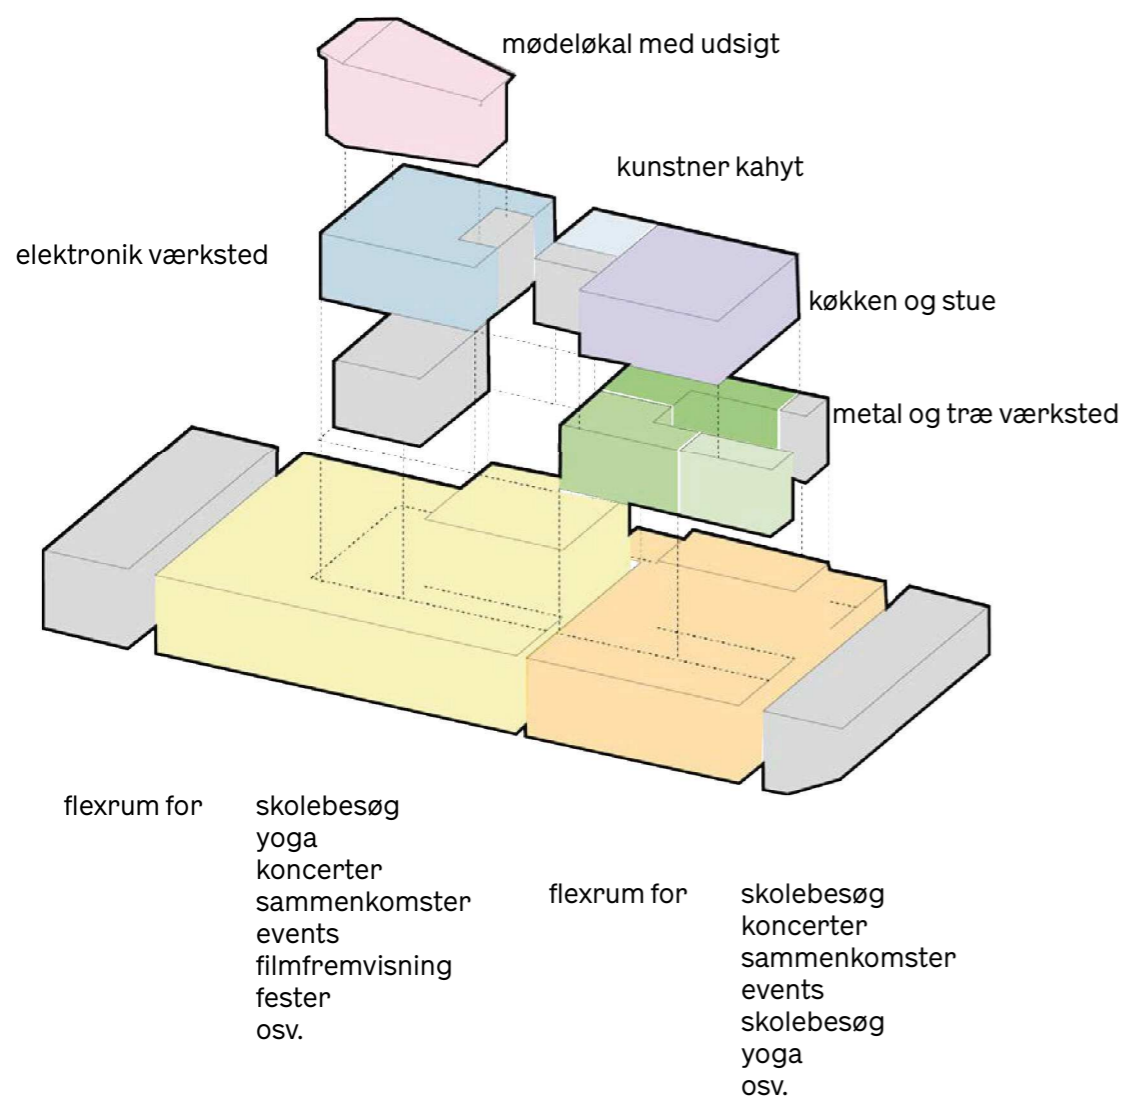 mødeløkal med udsigt
kunstner kahyt
elektronik værksted
køkken og stue
metal og træ værksted
flexrum for
skolebesøg
yoga
koncerter
sammenkomster
events
filmfremvisning
fester
osv.
flexrum for
skolebesøg
koncerter
sammenkomster
events
skolebesøg
yoga
osv.